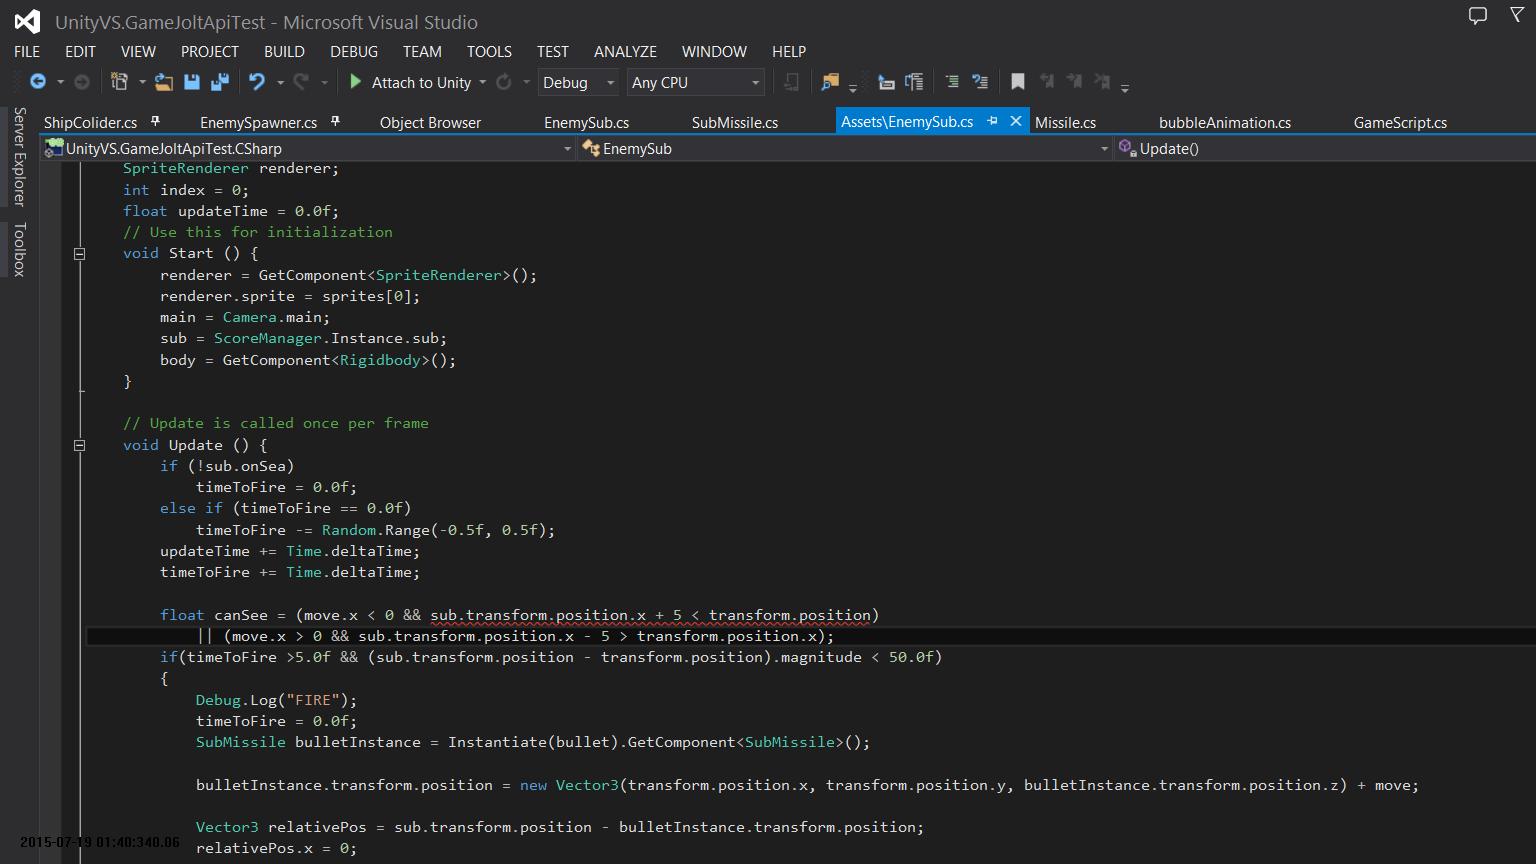 UnityVS.GameJoltApiTest - Microsoft Visual Studio
FILE EDIT VIEW PROJECT BUILD DEBUG TEAM TOOLS TEST ANALYZE WINDOW HELP
Attach to Unity Debug Any CPU
Server Explorer
Toolbox
ShipColider.cs EnemySpawner.cs Object Browser EnemySub.cs SubMissile.cs Assets\EnemySub.cs Missile.cs bubbleAnimation.cs GameScript.cs
UnityVS.GameJoltApiTest.CSharp EnemySub Update()
SpriteRenderer renderer;
int index = 0;
float updateTime = 0.0f;
// Use this for initialization
void Start () {
renderer = GetComponent<SpriteRenderer>();
renderer.sprite = sprites[0];
main = Camera.main;
sub = ScoreManager.Instance.sub;
body = GetComponent<Rigidbody>();
}
// Update is called once per frame
void Update () {
if (!sub.onSea)
timeToFire = 0.0f;
else if (timeToFire == 0.0f)
timeToFire -= Random.Range(-0.5f, 0.5f);
updateTime += Time.deltaTime;
timeToFire += Time.deltaTime;
float canSee = (move.x < 0 && sub.transform.position.x + 5 < transform.position)
|| (move.x > 0 && sub.transform.position.x - 5 > transform.position.x);
if(timeToFire >5.0f && (sub.transform.position - transform.position).magnitude < 50.0f)
{
Debug.Log("FIRE");
timeToFire = 0.0f;
SubMissile bulletInstance = Instantiate(bullet).GetComponent<SubMissile>();
bulletInstance.transform.position = new Vector3(transform.position.x, transform.position.y, bulletInstance.transform.position.z) + move;
Vector3 relativePos = sub.transform.position - bulletInstance.transform.position;
relativePos.x = 0;
2015-07-19 01:40:340.06